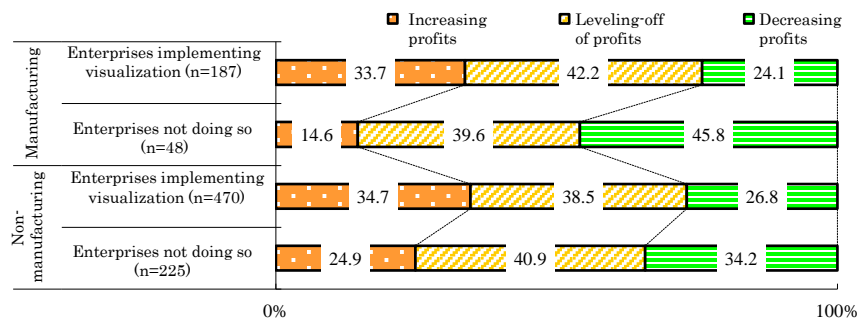 Increasing profits
Leveling-off of profits
Decreasing profits
Manufacturing
Enterprises implementing
visualization (n=187)
33.7
42.2
24.1
Enterprises not doing so
(n=48)
14.6
39.6
45.8
Non-
manufacturing
Enterprises implementing
visualization (n=470)
34.7
38.5
26.8
Enterprises not doing so
(n=225)
24.9
40.9
34.2
0%
100%